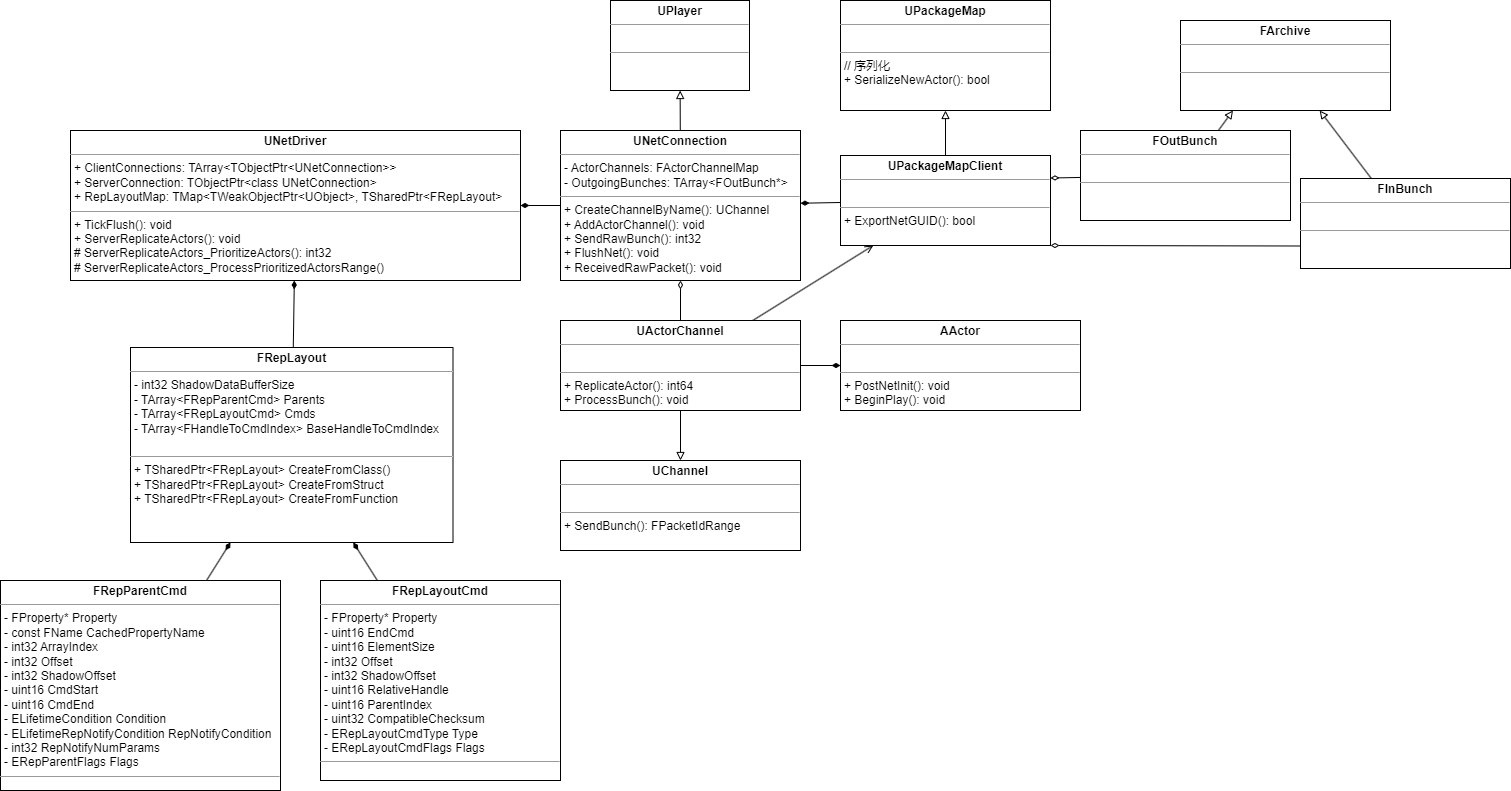 UPlayer
UPackageMap
// 序列化
+ SerializeNewActor(): bool
FArchive
UNetDriver
+ ClientConnections: TArray<TObjectPtr<UNetConnection>>
+ ServerConnection: TObjectPtr<class UNetConnection>
+ RepLayoutMap: TMap<TWeakObjectPtr<UObject>, TSharedPtr<FRepLayout>
+ TickFlush(): void
+ ServerReplicateActors(): void
# ServerReplicateActors_PrioritizeActors(): int32
# ServerReplicateActors_ProcessPrioritizedActorsRange()
UNetConnection
- ActorChannels: FActorChannelMap
- OutgoingBunches: TArray<FOutBunch*>
+ CreateChannelByName(): UChannel
+ AddActorChannel(): void
+ SendRawBunch(): int32
+ FlushNet(): void
+ ReceivedRawPacket(): void
UPackageMapClient
+ ExportNetGUID(): bool
FOutBunch
FInBunch
FRepLayout
- int32 ShadowDataBufferSize
- TArray<FRepParentCmd> Parents
- TArray<FRepLayoutCmd> Cmds
- TArray<FHandleToCmdIndex> BaseHandleToCmdIndex
+ TSharedPtr<FRepLayout> CreateFromClass()
+ TSharedPtr<FRepLayout> CreateFromStruct
+ TSharedPtr<FRepLayout> CreateFromFunction
UActorChannel
+ ReplicateActor(): int64
+ ProcessBunch(): void
AActor
+ PostNetInit(): void
+ BeginPlay(): void
UChannel
+ SendBunch(): FPacketIdRange
FRepParentCmd
- FProperty* Property
- const FName CachedPropertyName
- int32 ArrayIndex
- int32 Offset
- int32 ShadowOffset
- uint16 CmdStart
- uint16 CmdEnd
- ELifetimeCondition Condition
- ELifetimeRepNotifyCondition RepNotifyCondition
- int32 RepNotifyNumParams
- ERepParentFlags Flags
FRepLayoutCmd
- FProperty* Property
- uint16 EndCmd
- uint16 ElementSize
- int32 Offset
- int32 ShadowOffset
- uint16 RelativeHandle
- uint16 ParentIndex
- uint32 CompatibleChecksum
- ERepLayoutCmdType Type
- ERepLayoutCmdFlags Flags